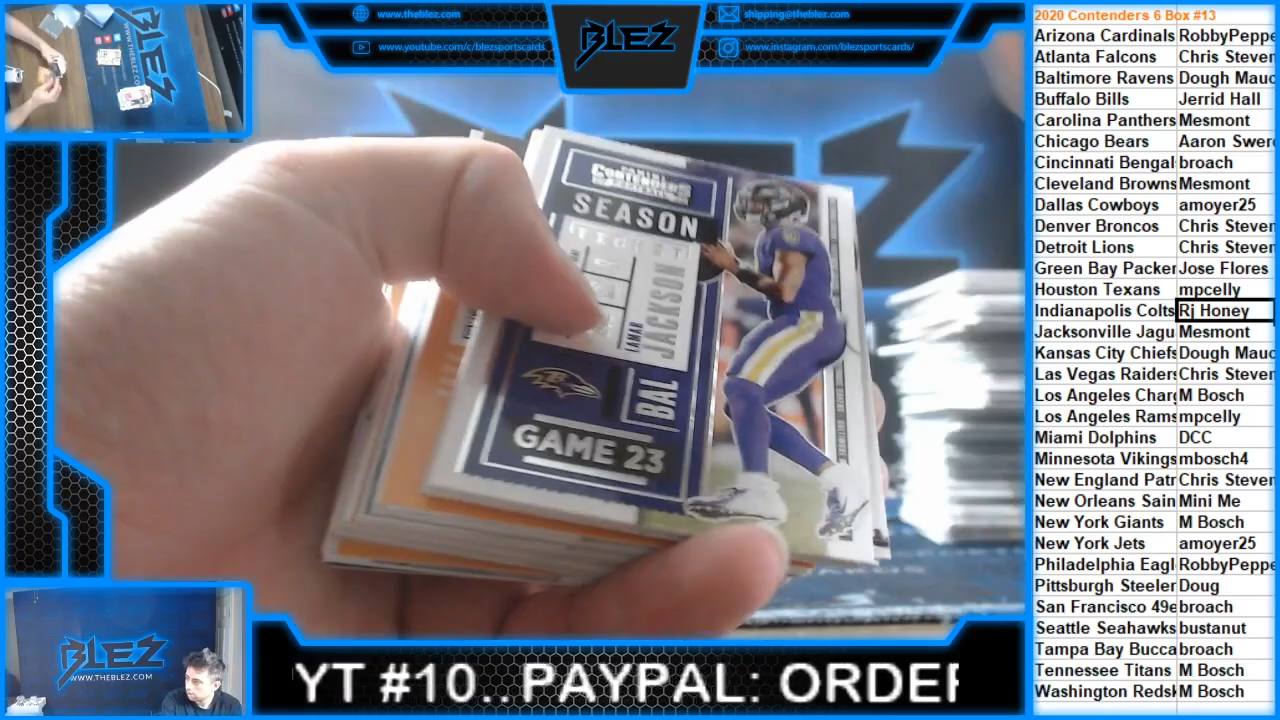 www.theblez.com
shipping@theblez.com
www.youtube.com/c/blezsportscards
www.instagram.com/blezsportscards/
BLEZ
2020 Contenders 6 Box #13
Arizona Cardinals RobbyPeppe
Atlanta Falcons Chris Steven
Baltimore Ravens Dough Mauc
Buffalo Bills Jerrid Hall
Carolina Panthers Mesmont
Chicago Bears Aaron Swer
Cincinnati Bengal broach
Cleveland Browns Mesmont
Dallas Cowboys amoyer25
Denver Broncos Chris Steven
Detroit Lions Chris Steven
Green Bay Packer Jose Flores
Houston Texans mpcelly
Indianapolis Colts Rj Honey
Jacksonville Jagu Mesmont
Kansas City Chiefs Dough Mauc
Las Vegas Raiders Chris Steven
Los Angeles Charg M Bosch
Los Angeles Rams mpcelly
Miami Dolphins DCC
Minnesota Vikings mbosch4
New England Patr Chris Steven
New Orleans Sain Mini Me
New York Giants M Bosch
New York Jets amoyer25
Philadelphia Eagl RobbyPeppe
Pittsburgh Steeler Doug
San Francisco 49e broach
Seattle Seahawks bustanut
Tampa Bay Bucca broach
Tennessee Titans M Bosch
Washington Redsk M Bosch
CONTENDERS
SEASON
TICKET
LAMAR
JACKSON
BAL
GAME 23
BLEZ
WWW.THEBLEZ.COM
BLEZ
WWW.THEBLEZ.COM
YT #10.. PAYPAL: ORDER